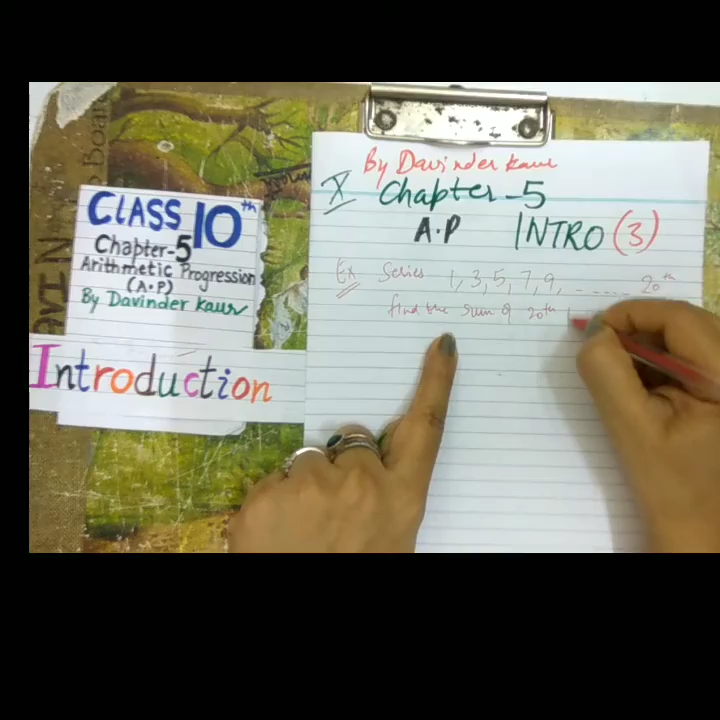 CLASS 10th
Chapter-5
Arithmetic Progression
(A.P)
By Davinder Kaur
Introduction
By Davinder Kaur
X Chapter-5
A.P INTRO (3)
Ex Series 1, 3, 5, 7, 9, ........ 20th
find the sum of 20th